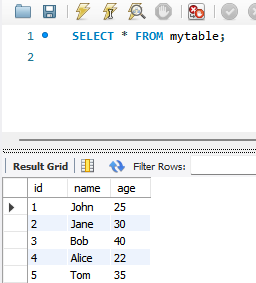 1 SELECT * FROM mytable;
2
Result Grid Filter Rows:
id name age
1 John 25
2 Jane 30
3 Bob 40
4 Alice 22
5 Tom 35